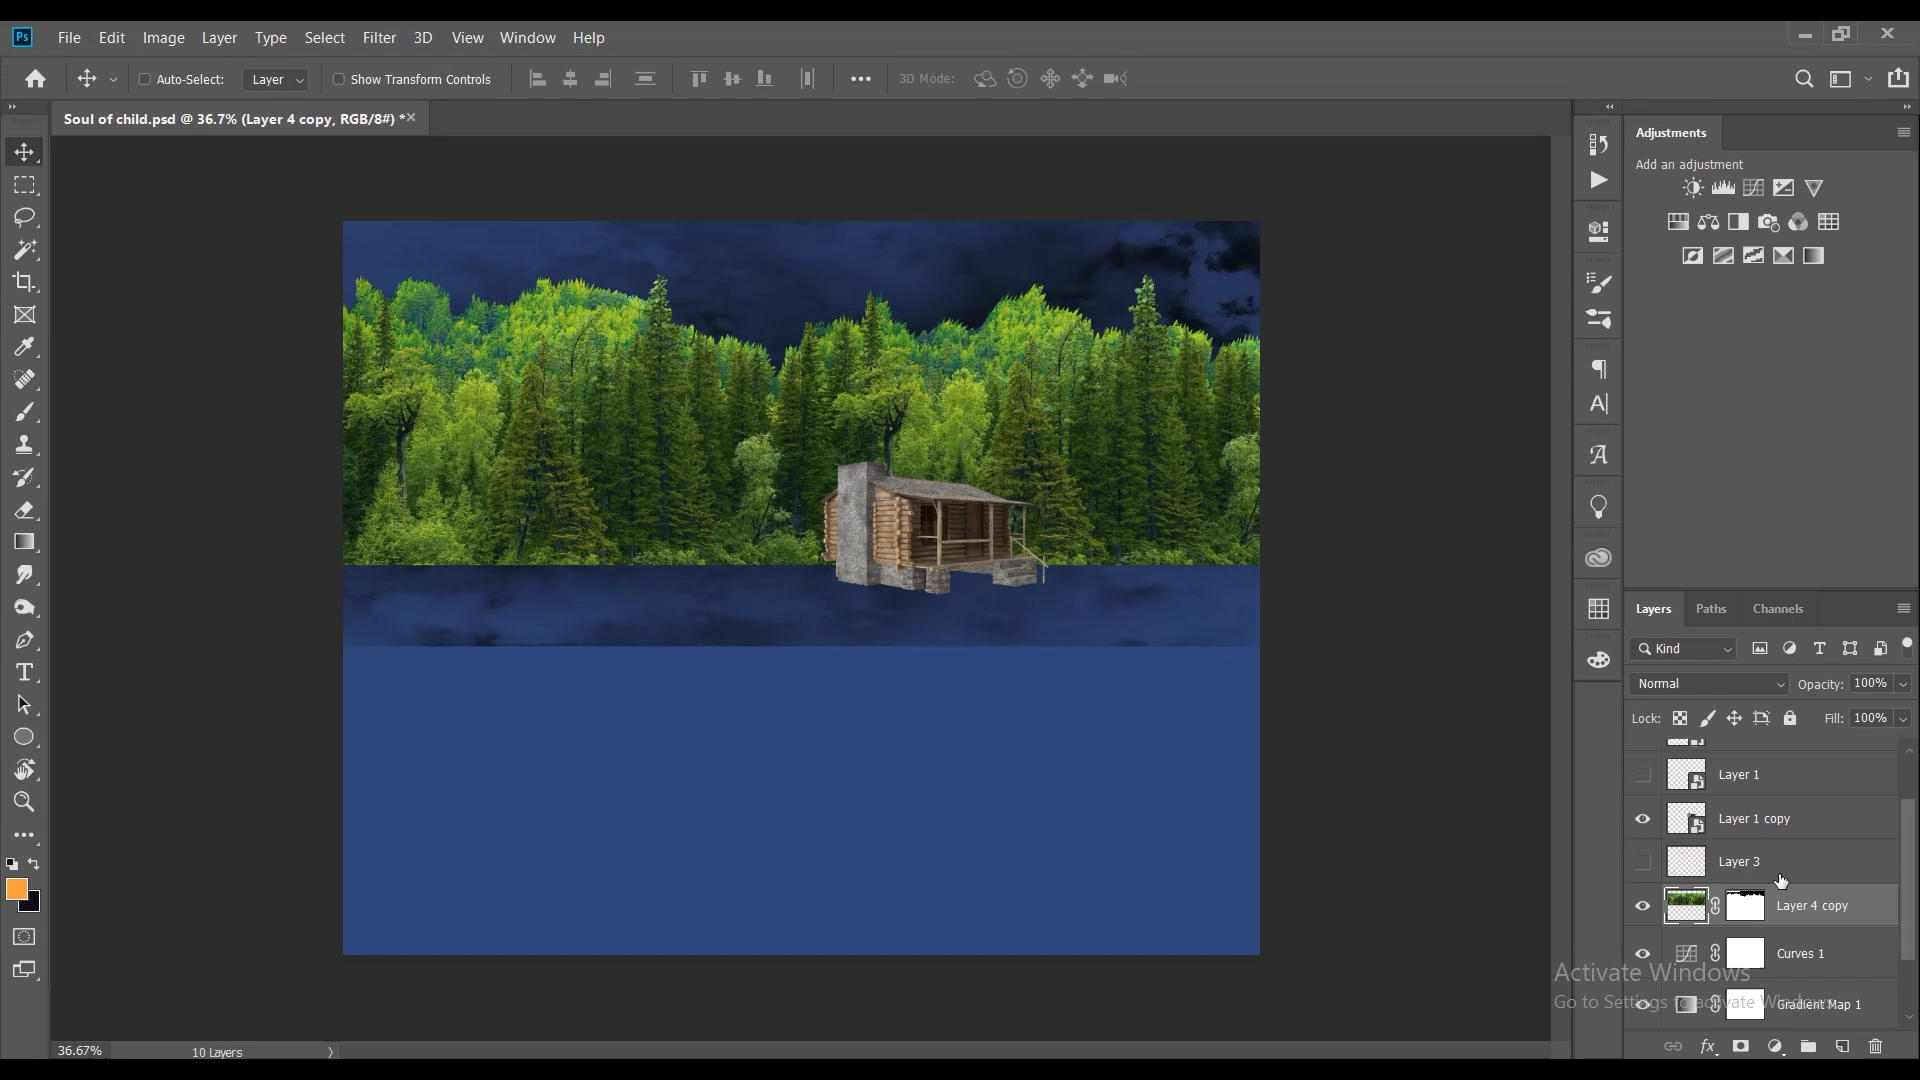 Ps File Edit Image Layer Type Select Filter 3D View Window Help
Auto-Select: Layer Show Transform Controls 3D Mode:
Soul of child.psd @ 36.7% (Layer 4 copy, RGB/8#) *
Adjustments
Add an adjustment
Layers Paths Channels
Kind
Normal Opacity: 100%
Lock: Fill: 100%
Layer 1
Layer 1 copy
Layer 3
Layer 4 copy
Curves 1
Activate Windows
Go to Settings to activate Windows.
Gradient Map 1
36.67% 10 Layers